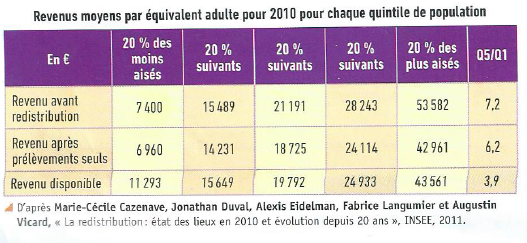 Revenus moyens par équivalent adulte pour 2010 pour chaque quintile de population
En € 20 % des moins aisés 20 % suivants 20 % suivants 20 % suivants 20 % des plus aisés Q5/Q1
Revenu avant redistribution 7 400 15 489 21 191 28 243 53 582 7,2
Revenu après prélèvements seuls 6 960 14 231 18 725 24 114 42 961 6,2
Revenu disponible 11 293 15 649 19 792 24 933 43 561 3,9
D'après Marie-Cécile Cazenave, Jonathan Duval, Alexis Eidelman, Fabrice Langumier et Augustin
Vicard, « La redistribution : état des lieux en 2010 et évolution depuis 20 ans », INSEE, 2011.